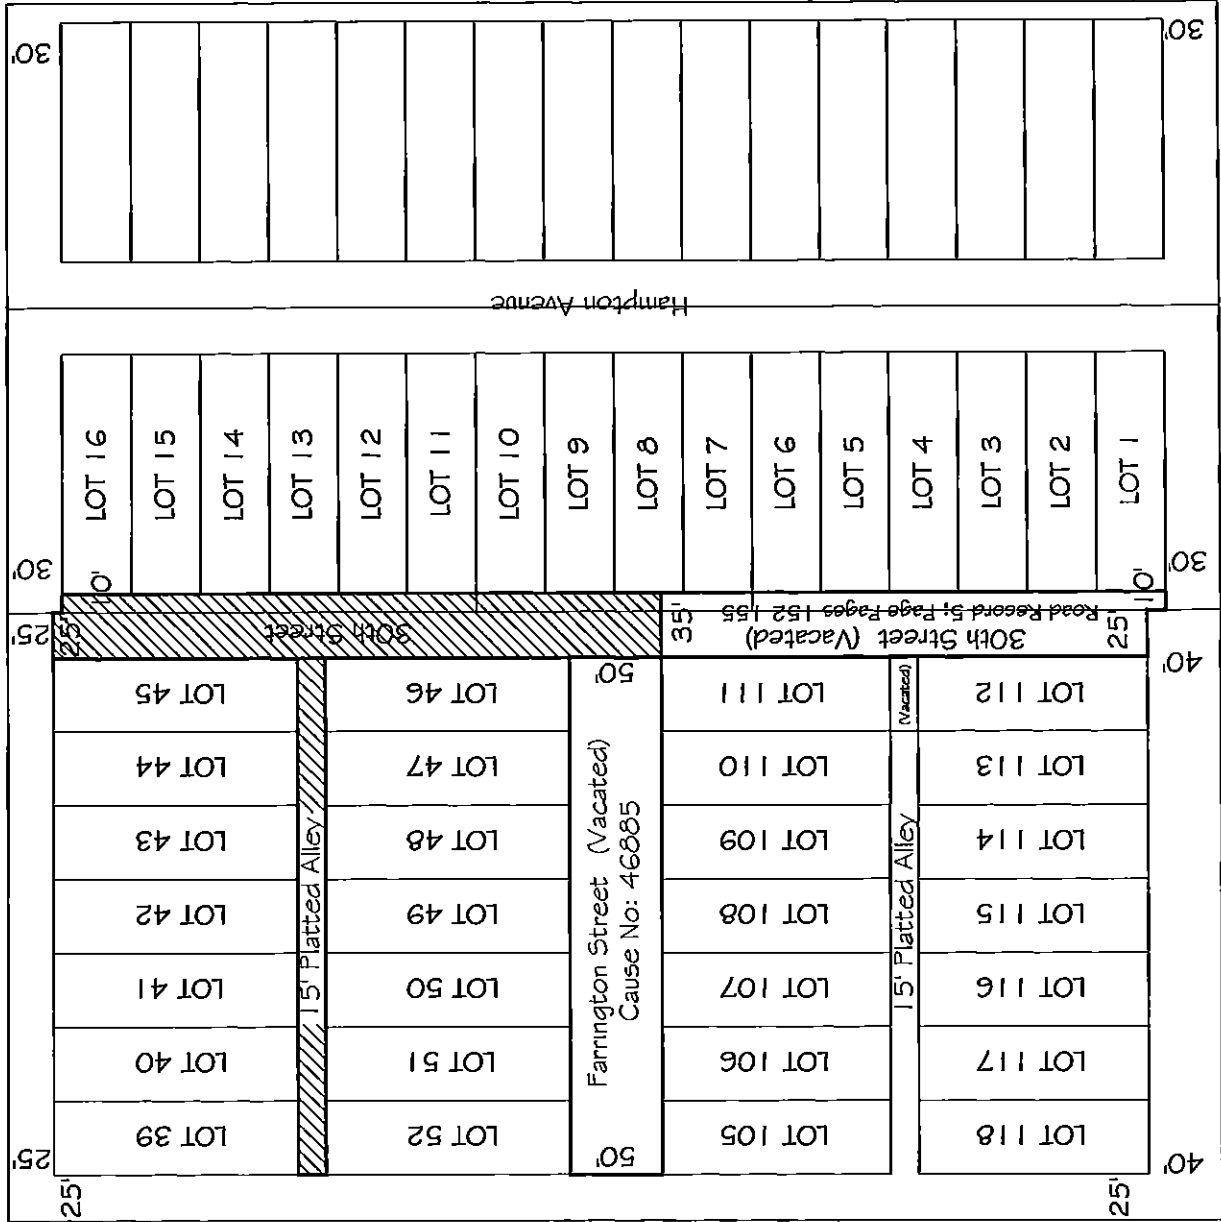 30'
30'
Hampton Avenue
LOT 16
LOT 15
LOT 14
LOT 13
LOT 12
LOT 11
LOT 10
LOT 9
LOT 8
LOT 7
LOT 6
LOT 5
LOT 4
LOT 3
LOT 2
LOT 1
30'
10'
30'
10'
25'
25'
30th Street
35'
30th Street (Vacated)
Road Record 5; Page Pages 152 155
25'
40'
LOT 45
LOT 44
LOT 43
LOT 42
LOT 41
LOT 40
LOT 39
15' Platted Alley
LOT 46
LOT 47
LOT 48
LOT 49
LOT 50
LOT 51
LOT 52
50'
Farrington Street (Vacated)
Cause No: 46885
50'
LOT 111
LOT 110
LOT 109
LOT 108
LOT 107
LOT 106
LOT 105
(Vacated)
15' Platted Alley
LOT 112
LOT 113
LOT 114
LOT 115
LOT 116
LOT 117
LOT 118
25'
25'
25'
40'